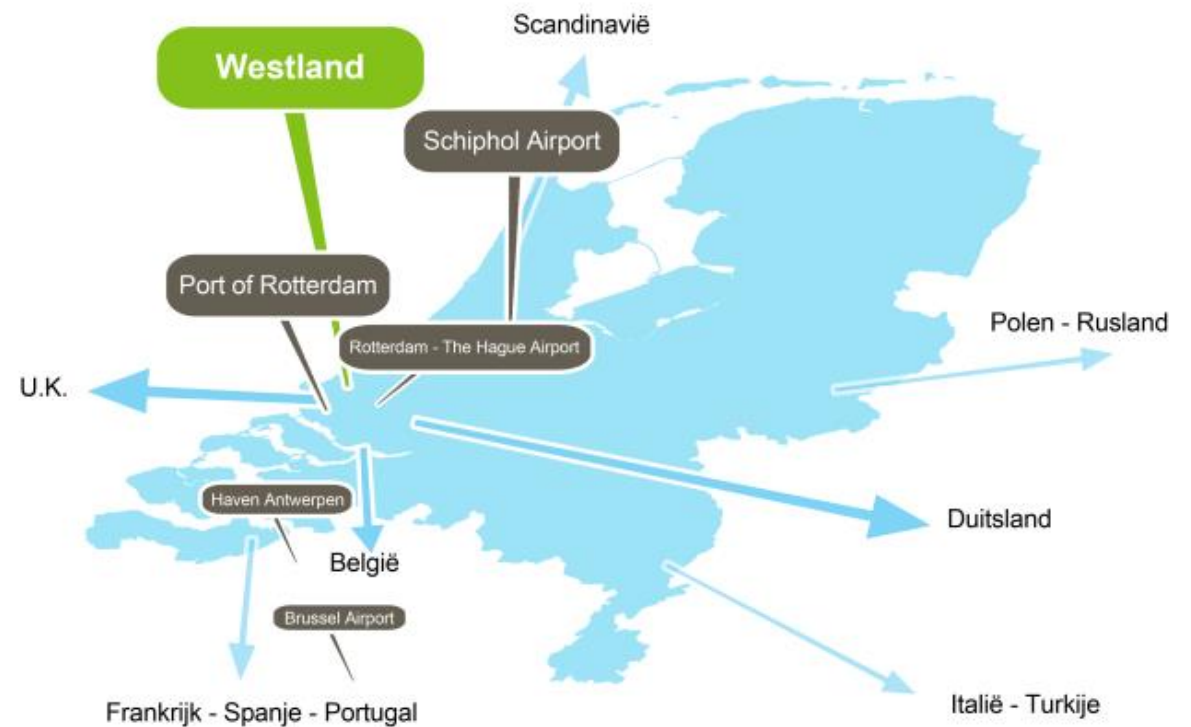 Scandinavië
Westland
Schiphol Airport
Port of Rotterdam
Rotterdam - The Hague Airport
Polen - Rusland
U.K.
Haven Antwerpen
Duitsland
België
Brussel Airport
Frankrijk - Spanje - Portugal
Italië - Turkije